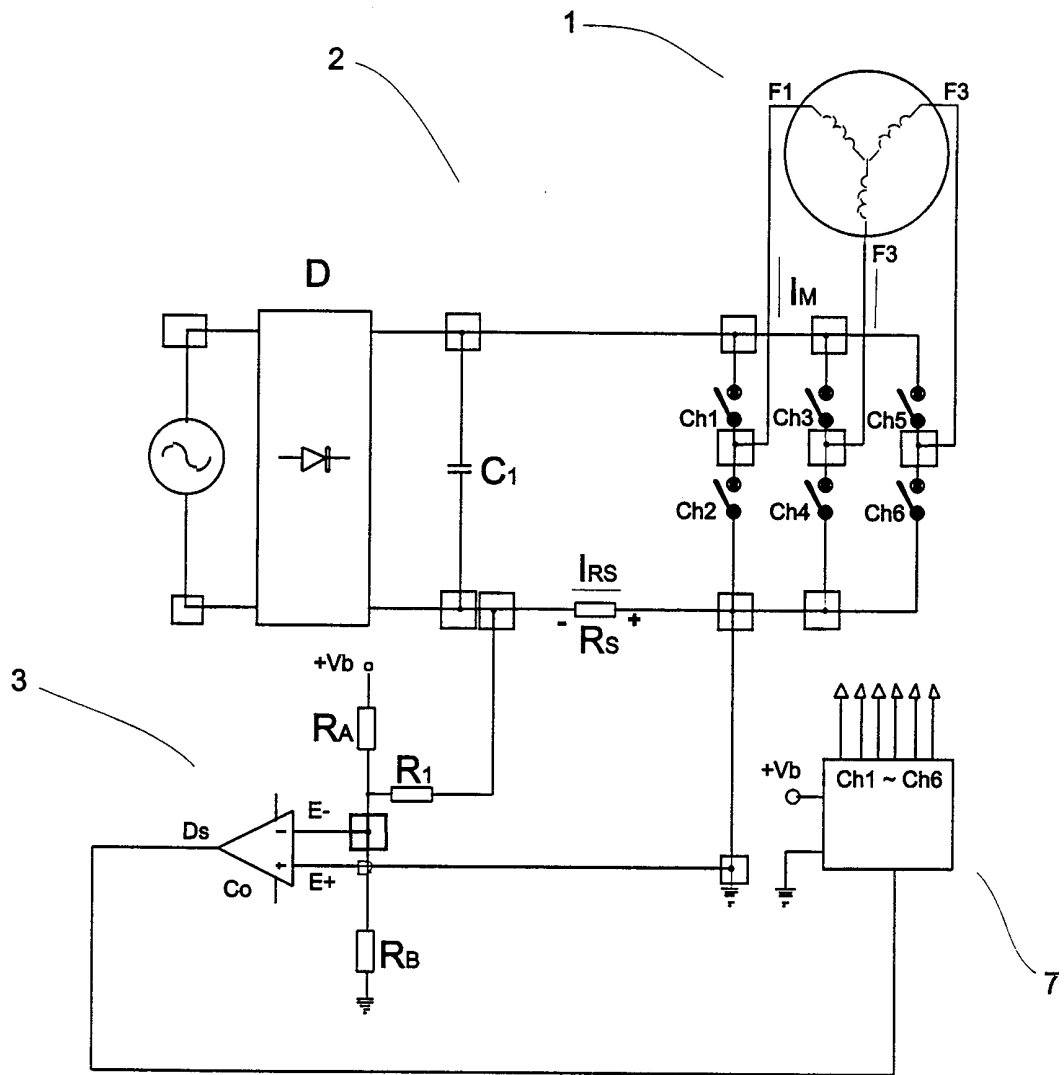 1
2
F1
F3
F3
D
IM
Ch1
Ch3
Ch5
C1
Ch2
Ch4
Ch6
IRS
-
+
RS
+Vb
3
RA
R1
+Vb
Ch1 ~ Ch6
Ds
E-
-
+
E+
Co
RB
7